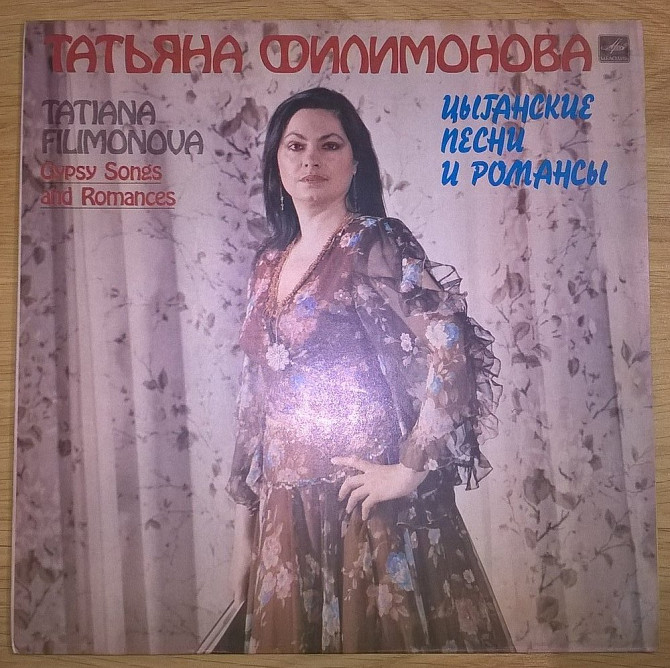 ТАТЬЯНА ФИЛИМОНОВА
TATIANA
FILIMONOVA
Gypsy Songs
and Romances
ЦЫГАНСКИЕ
ПЕСНИ
И РОМАНСЫ